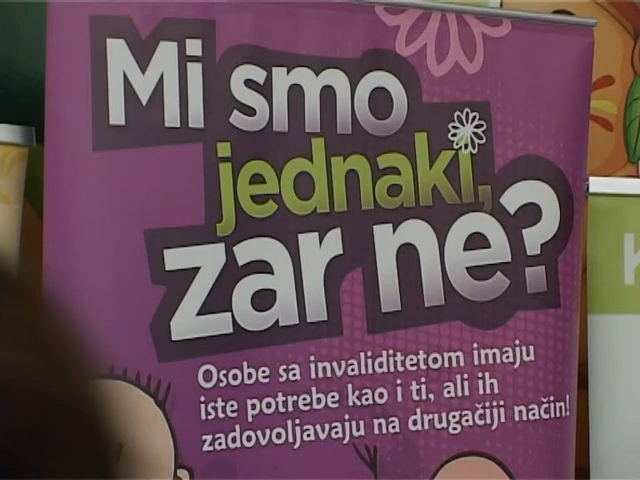 Mi smo
jednaki,
zar ne?
Osobe sa invaliditetom imaju
iste potrebe kao i ti, ali ih
zadovoljavaju na drugačiji način!